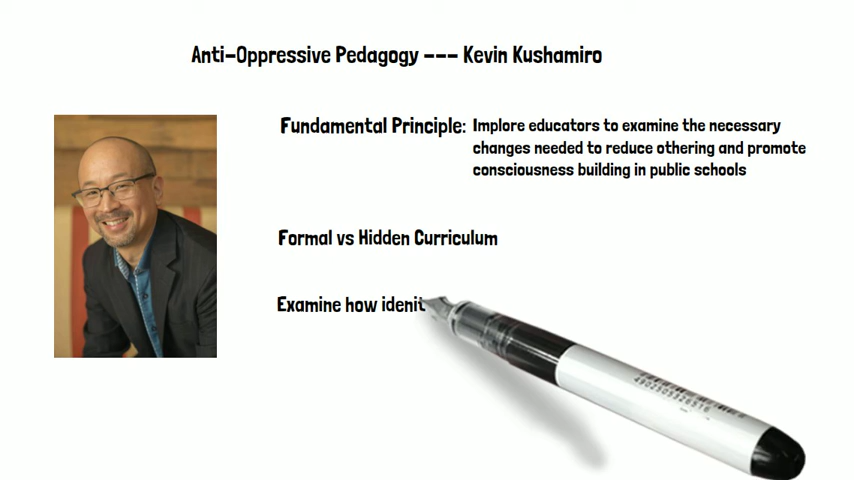 Anti-Oppressive Pedagogy --- Kevin Kushamiro
Fundamental Principle: Implore educators to examine the necessary
changes needed to reduce othering and promote
consciousness building in public schools
Formal vs Hidden Curriculum
Examine how idenit